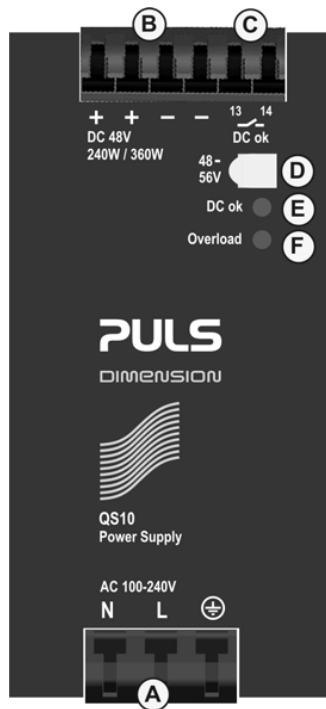 B C
+ + − − 13 14
DC 48V DC ok
240W / 360W
48-
56V D
DC ok E
Overload F
PULS
DIMENSION
QS10
Power Supply
AC 100-240V
N L
A